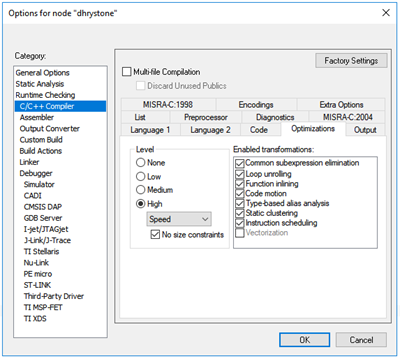 Options for node "dhrystone"
Category:
General Options
Static Analysis
Runtime Checking
C/C++ Compiler
Assembler
Output Converter
Custom Build
Build Actions
Linker
Debugger
Simulator
CADI
CMSIS DAP
GDB Server
I-jet/JTAGjet
J-Link/J-Trace
TI Stellaris
Nu-Link
PE micro
ST-LINK
Third-Party Driver
TI MSP-FET
TI XDS
Factory Settings
Multi-file Compilation
Discard Unused Publics
MISRA-C:1998 Encodings Extra Options
List Preprocessor Diagnostics MISRA-C:2004
Language 1 Language 2 Code Optimizations Output
Level
None
Low
Medium
High
Speed
No size constraints
Enabled transformations:
Common subexpression elimination
Loop unrolling
Function inlining
Code motion
Type-based alias analysis
Static clustering
Instruction scheduling
Vectorization
OK Cancel